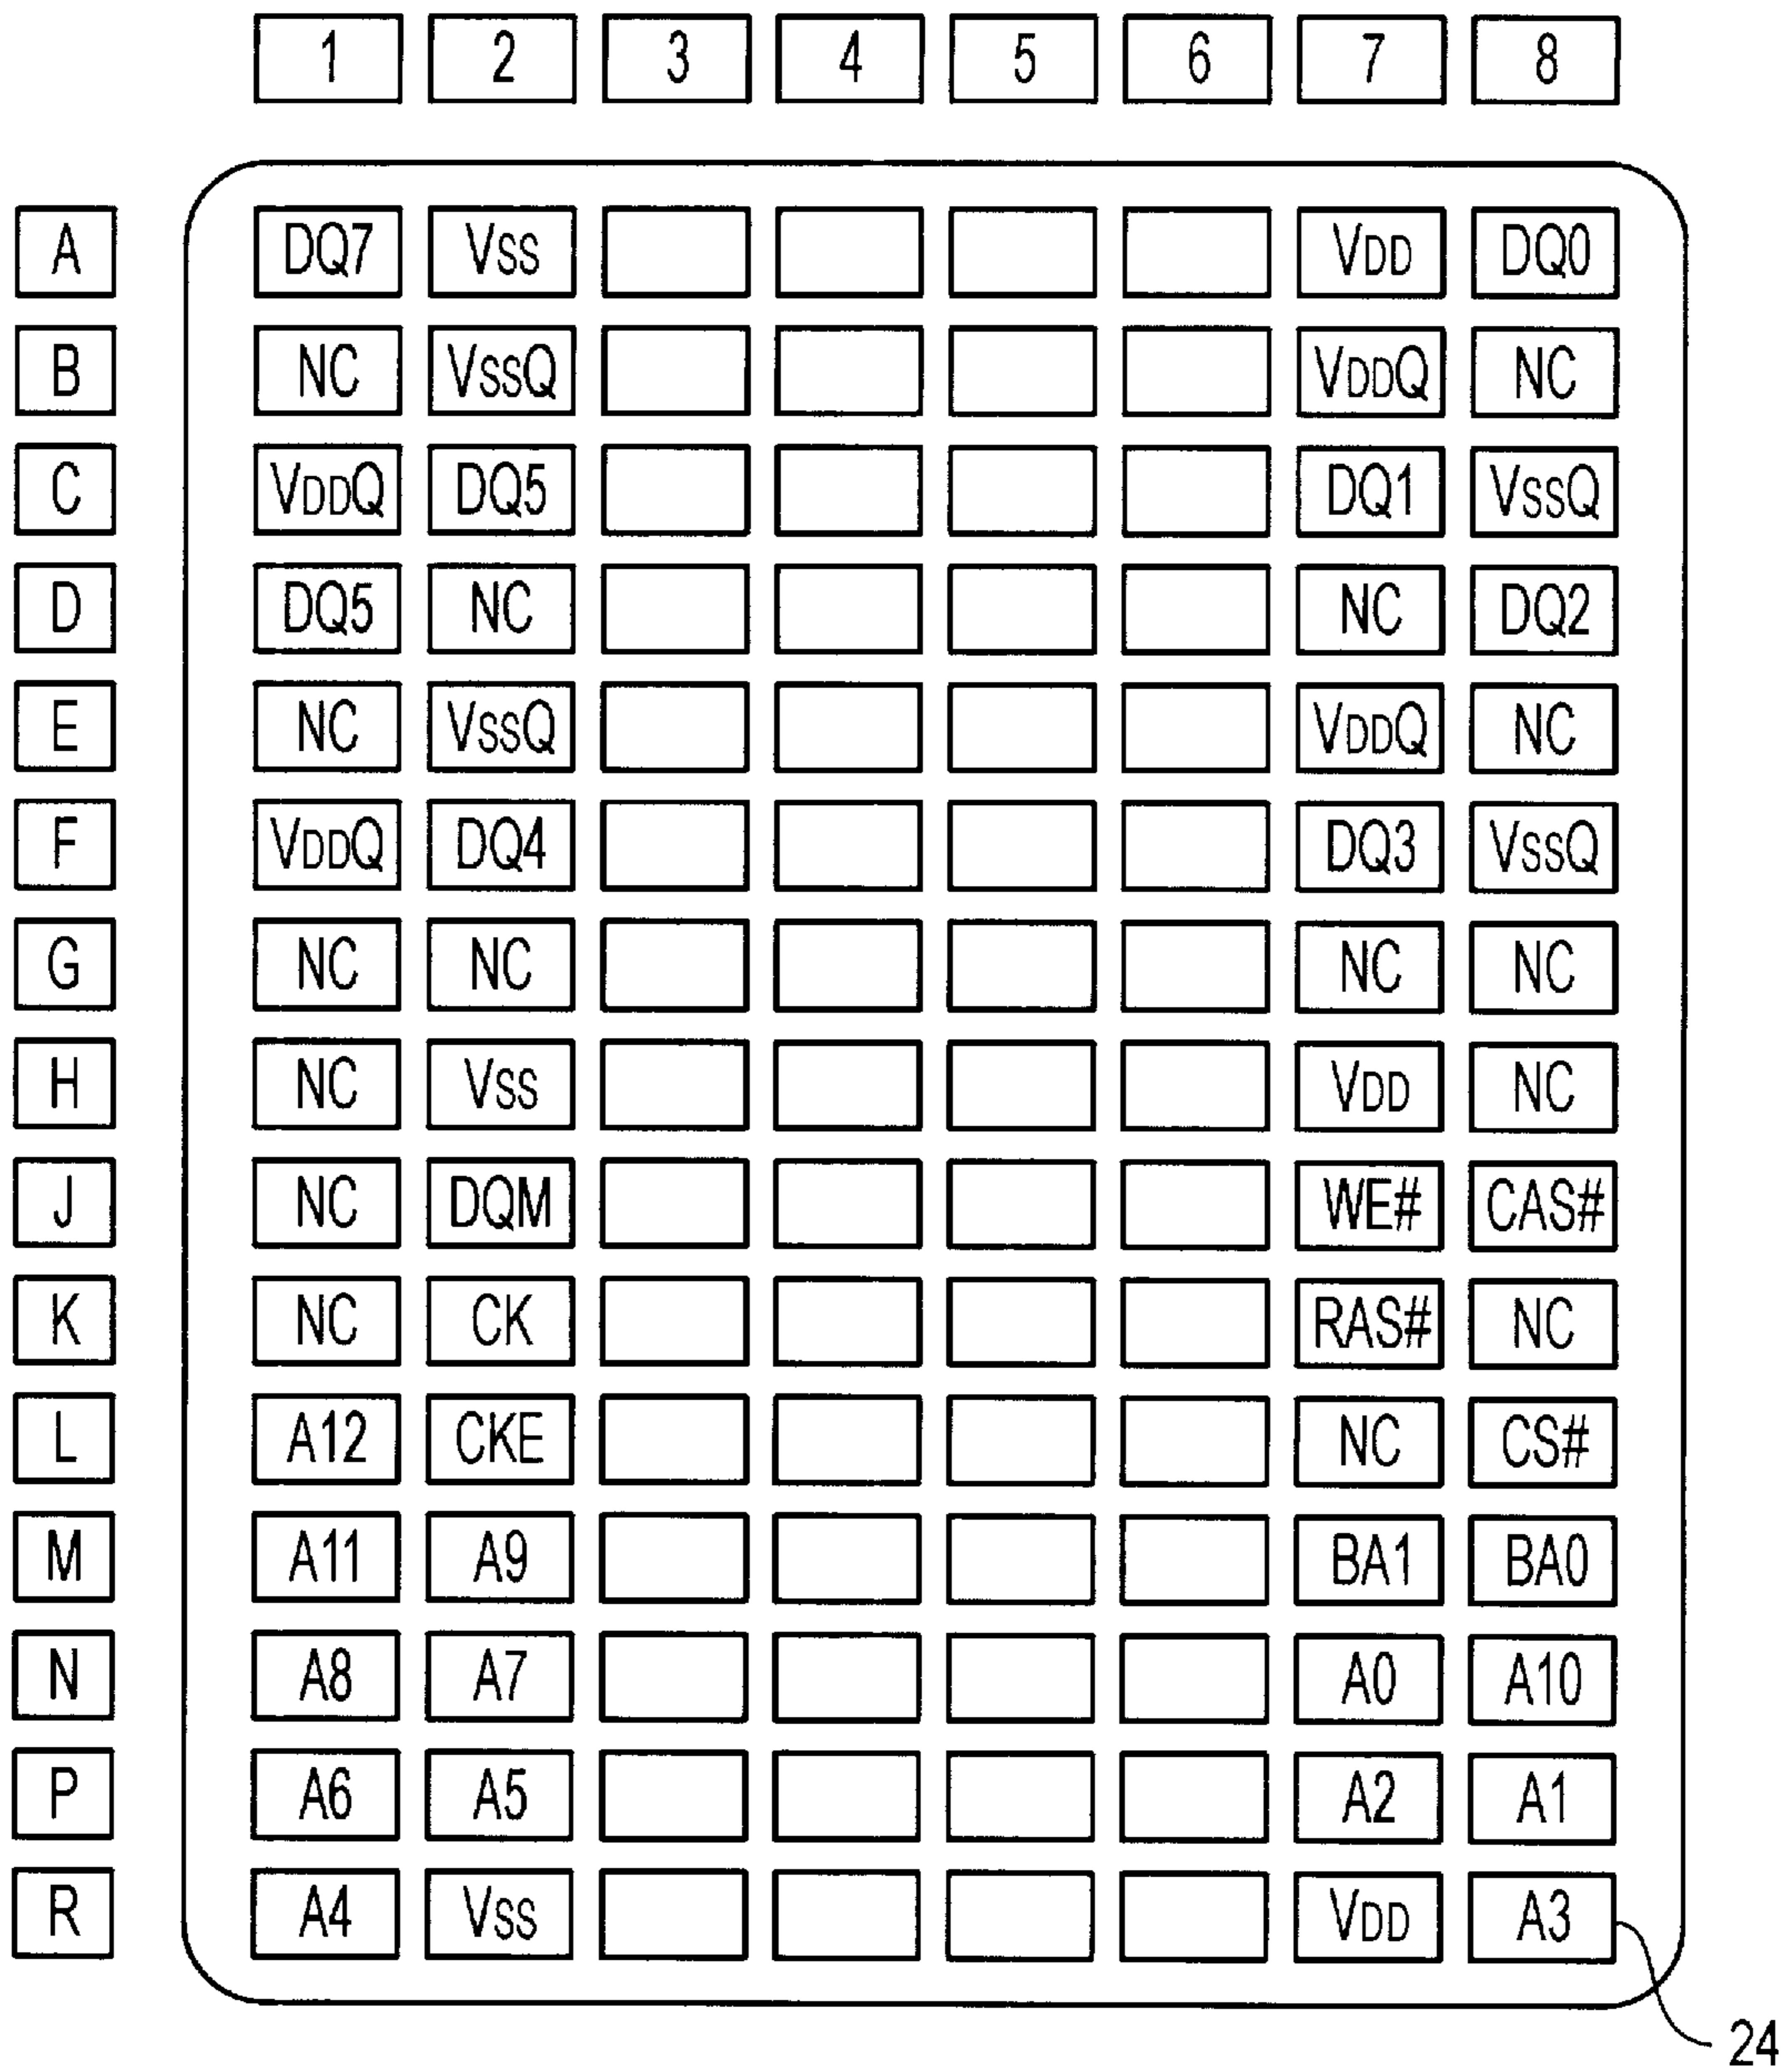 1 2 3 4 5 6 7 8
A DQ7 VSS VDD DQ0
B NC VSSQ VDDQ NC
C VDDQ DQ5 DQ1 VSSQ
D DQ5 NC NC DQ2
E NC VSSQ VDDQ NC
F VDDQ DQ4 DQ3 VSSQ
G NC NC NC NC
H NC VSS VDD NC
J NC DQM WE# CAS#
K NC CK RAS# NC
L A12 CKE NC CS#
M A11 A9 BA1 BA0
N A8 A7 A0 A10
P A6 A5 A2 A1
R A4 VSS VDD A3
24